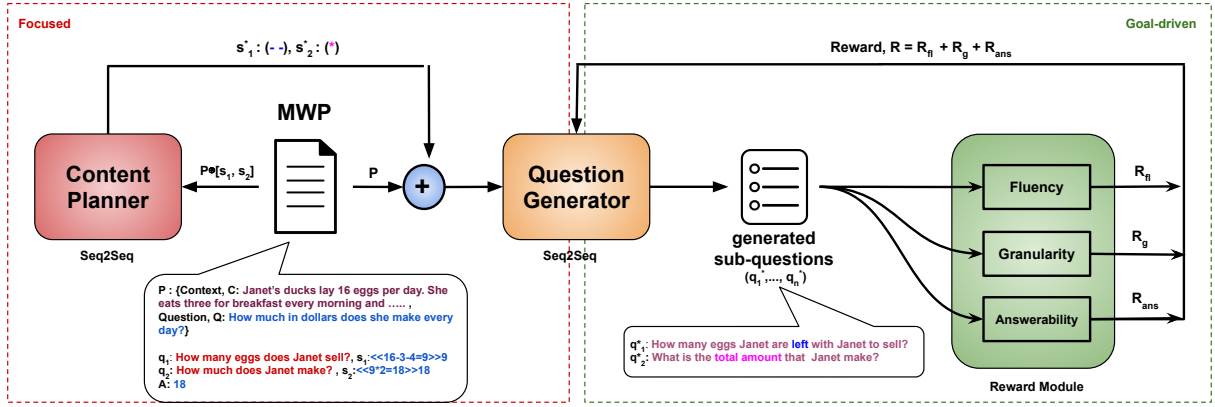 Focused
Goal-driven
s*1 : (- -), s*2 : (*)
Reward, R = Rfl + Rg + Rans
MWP
Content
Planner
P⊕[s1, s2]
P
+
Question
Generator
Seq2Seq
Seq2Seq
generated
sub-questions
(q1*,..., qn*)
Fluency
Granularity
Answerability
Rfl
Rg
Rans
Reward Module
P : {Context, C: Janet's ducks lay 16 eggs per day. She
eats three for breakfast every morning and ….. ,
Question, Q: How much in dollars does she make every
day?}
q1: How many eggs does Janet sell?, s1:<<16-3-4=9>>9
q2: How much does Janet make? , s2:<<9*2=18>>18
A: 18
q*1: How many eggs Janet are left with Janet to sell?
q*2: What is the total amount that Janet make?